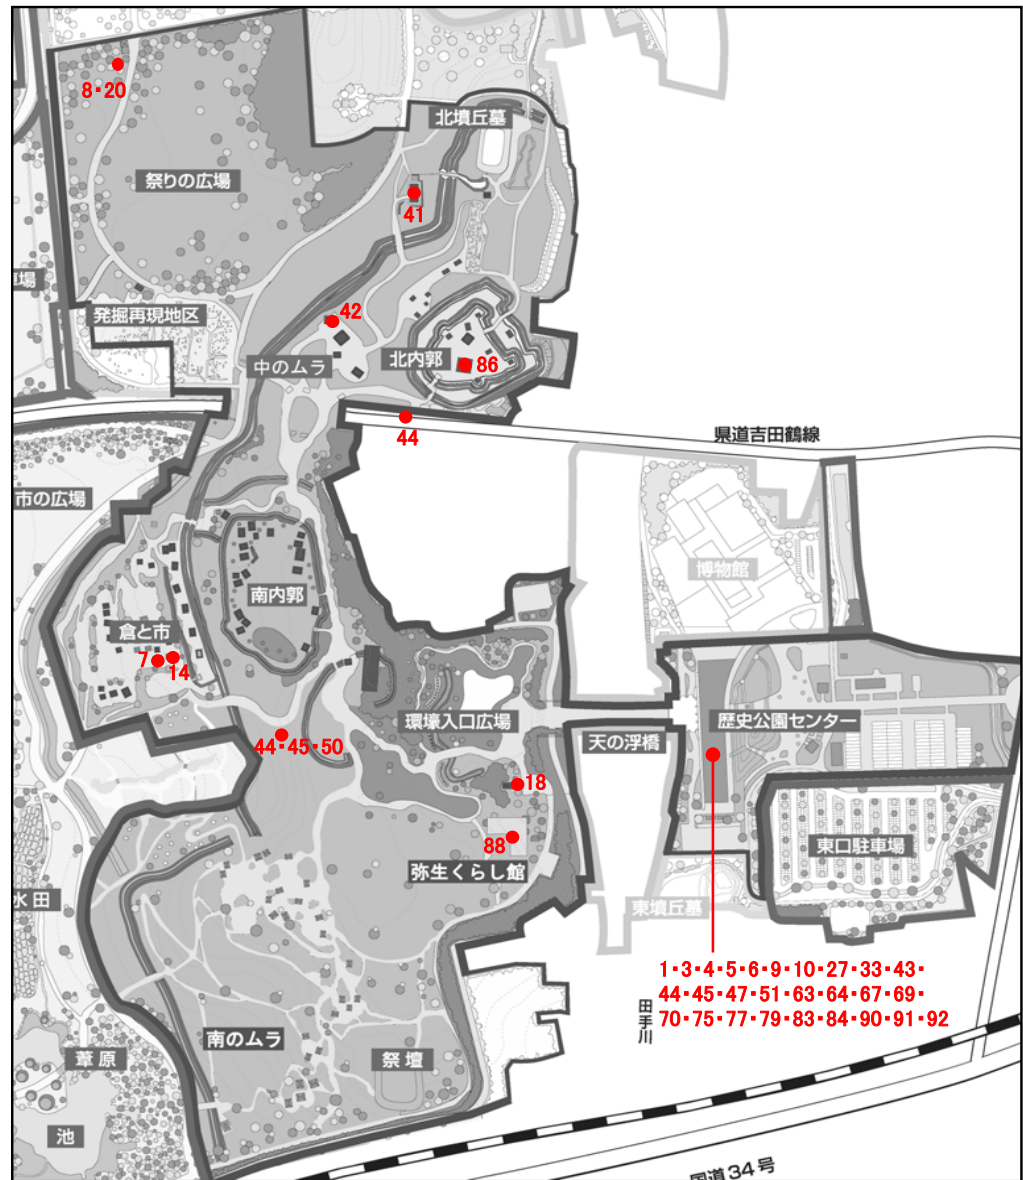 8・20
北墳丘墓
祭りの広場
41
車場
発掘再現地区
42
中のムラ
北内郭
86
44
県道吉田鶴線
市の広場
博物館
南内郭
倉と市
7
14
環壕入口広場
歴史公園センター
天の浮橋
44・45・50
18
88
弥生くらし館
東口駐車場
水田
東墳丘墓
1・3・4・5・6・9・10・27・33・43・
44・45・47・51・63・64・67・69・
70・75・77・79・83・84・90・91・92
田手川
南のムラ
祭壇
葦原
池
国道34号